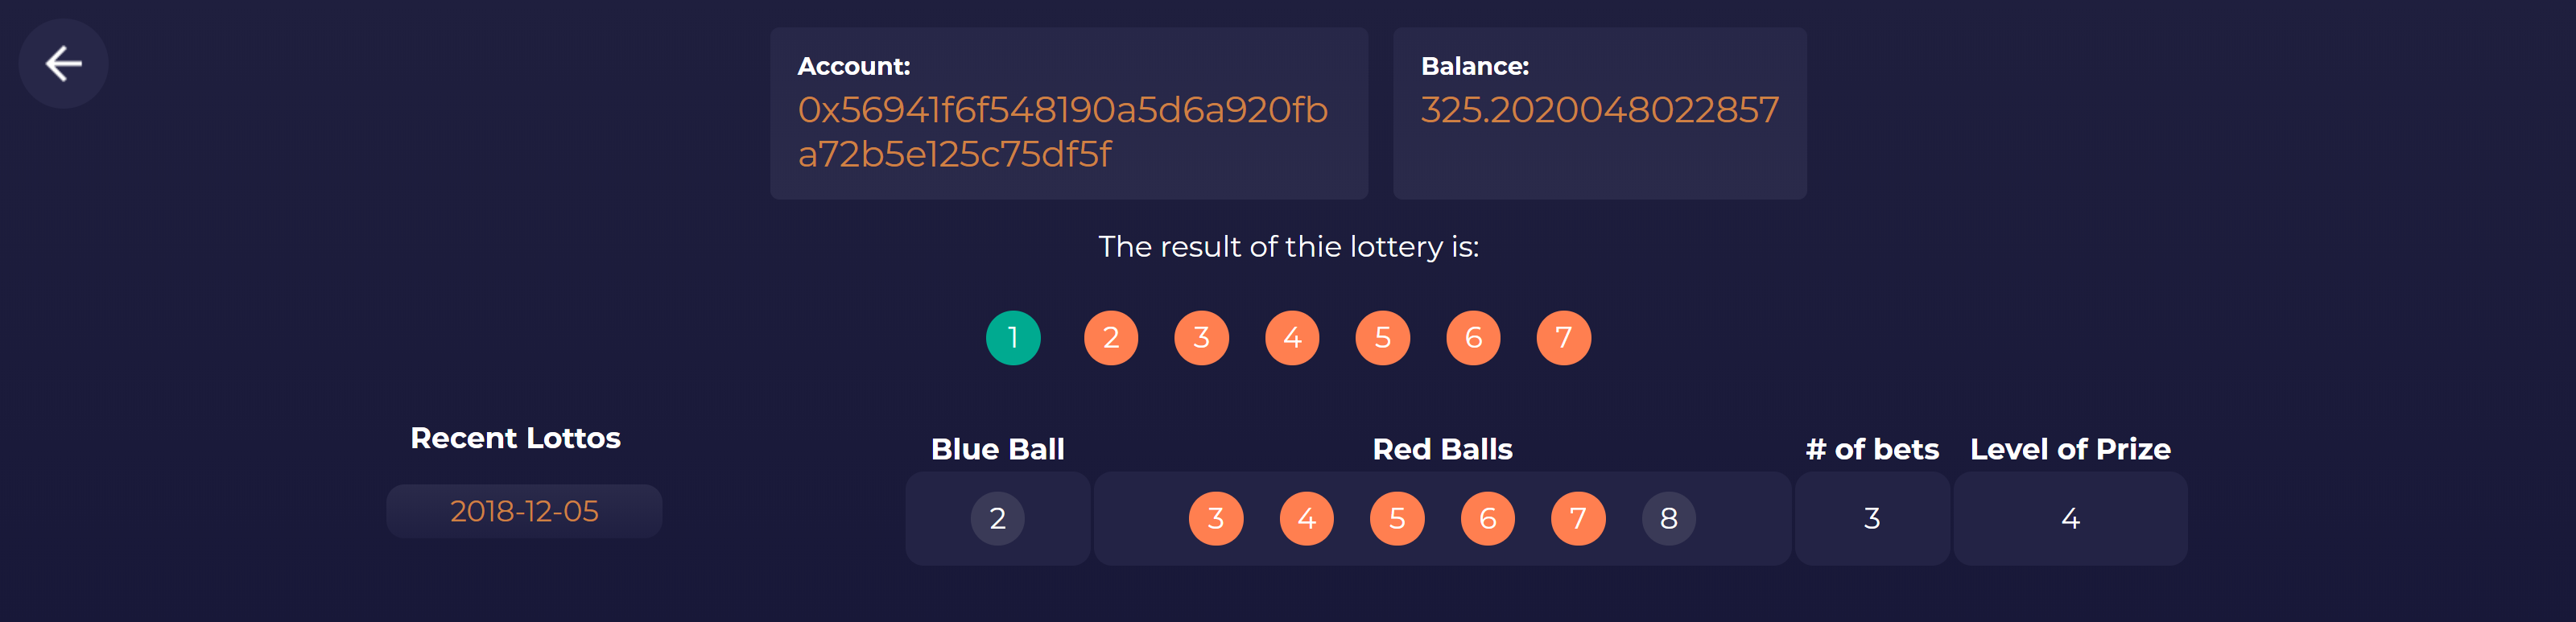 Account:
0x56941f6f548190a5d6a920fb
a72b5e125c75df5f
Balance:
325.2020048022857
The result of thie lottery is:
1 2 3 4 5 6 7
Recent Lottos
2018-12-05
Blue Ball Red Balls # of bets Level of Prize
2 3 4 5 6 7 8 3 4